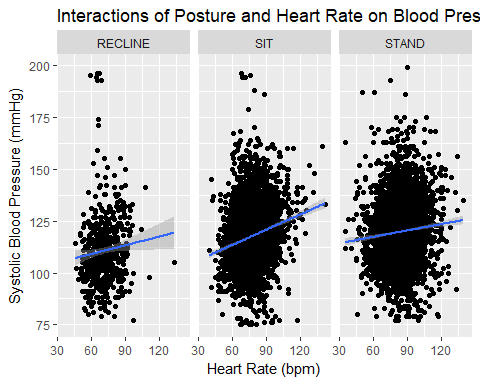 Interactions of Posture and Heart Rate on Blood Pres
RECLINE SIT STAND
Systolic Blood Pressure (mmHg)
200
175
150
125
100
75
30 60 90 120 30 60 90 120 30 60 90 120
Heart Rate (bpm)